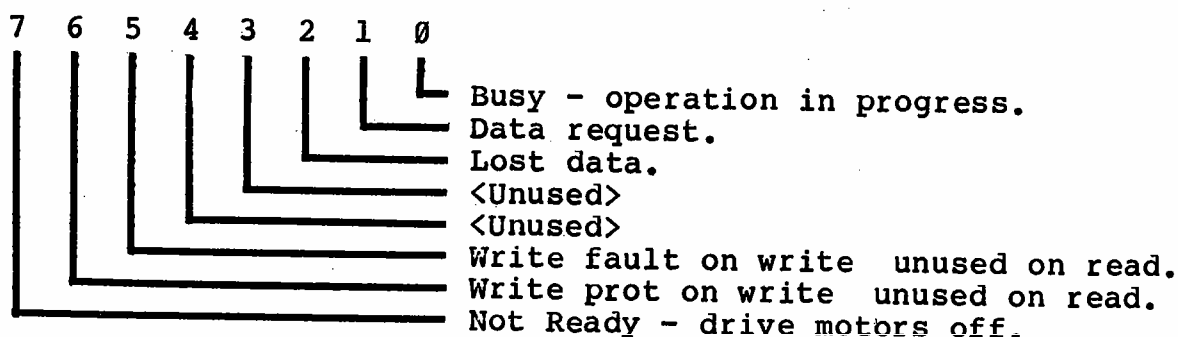 7 6 5 4 3 2 1 0
Busy - operation in progress.
Data request.
Lost data.
<Unused>
<Unused>
Write fault on write unused on read.
Write prot on write unused on read.
Not Ready - drive motors off.